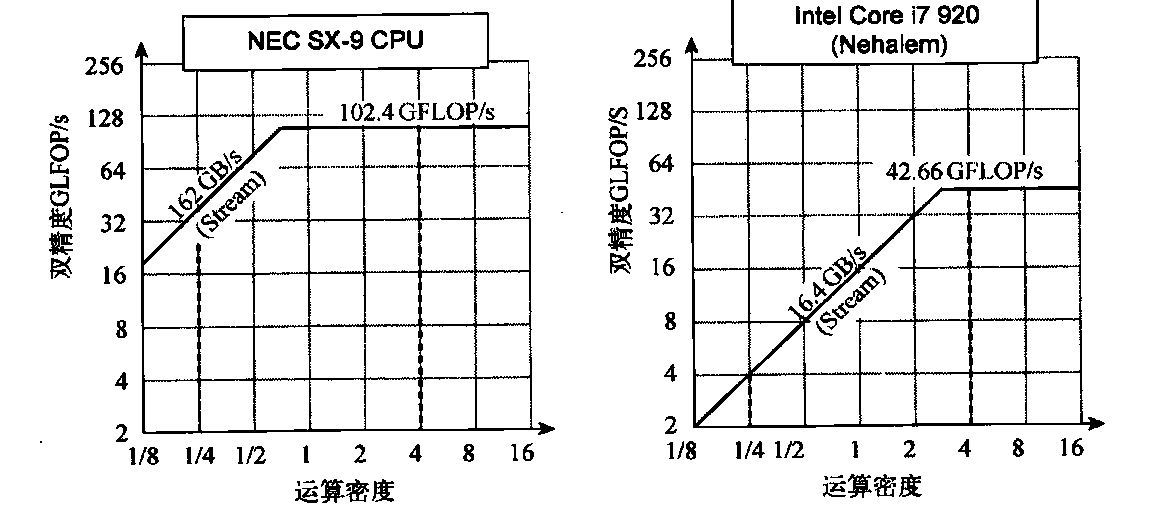 NEC SX-9 CPU
256
128
64
32
16
8
4
2
双精度GLFOP/s
102.4 GFLOP/s
162 GB/s
(Stream)
1/8 1/4 1/2 1 2 4 8 16
运算密度
Intel Core i7 920
(Nehalem)
256
128
64
32
16
8
4
2
双精度GLFOP/S
42.66 GFLOP/s
16.4 GB/s
(Stream)
1/8 1/4 1/2 1 2 4 8 16
运算密度